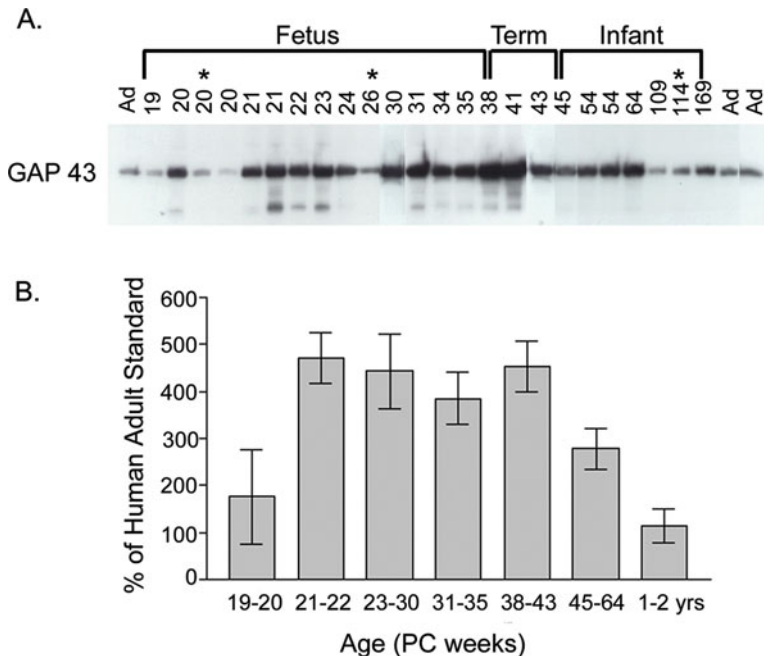 A.
Fetus Term Infant
* * *
Ad 19 20 20 20 21 21 22 23 24 26 30 31 34 35 38 41 43 45 54 54 64 109 114 169 Ad Ad
GAP 43
B.
% of Human Adult Standard
600
500
400
300
200
100
0
19-20 21-22 23-30 31-35 38-43 45-64 1-2 yrs
Age (PC weeks)